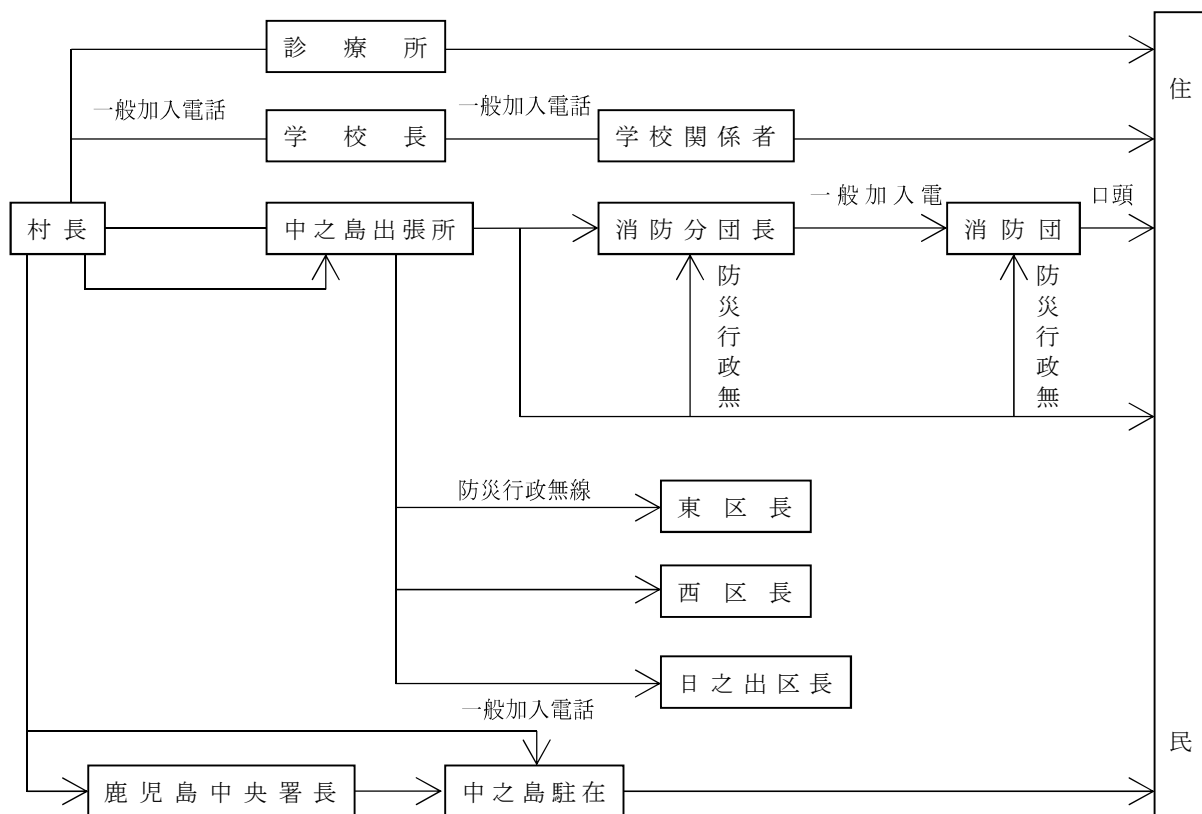 診療所
住
一般加入電話
一般加入電話
学校長
学校関係者
一般加入電
口頭
村長
中之島出張所
消防分団長
消防団
防災行政無
防災行政無
防災行政無線
東区長
西区長
日之出区長
一般加入電話
民
鹿児島中央署長
中之島駐在